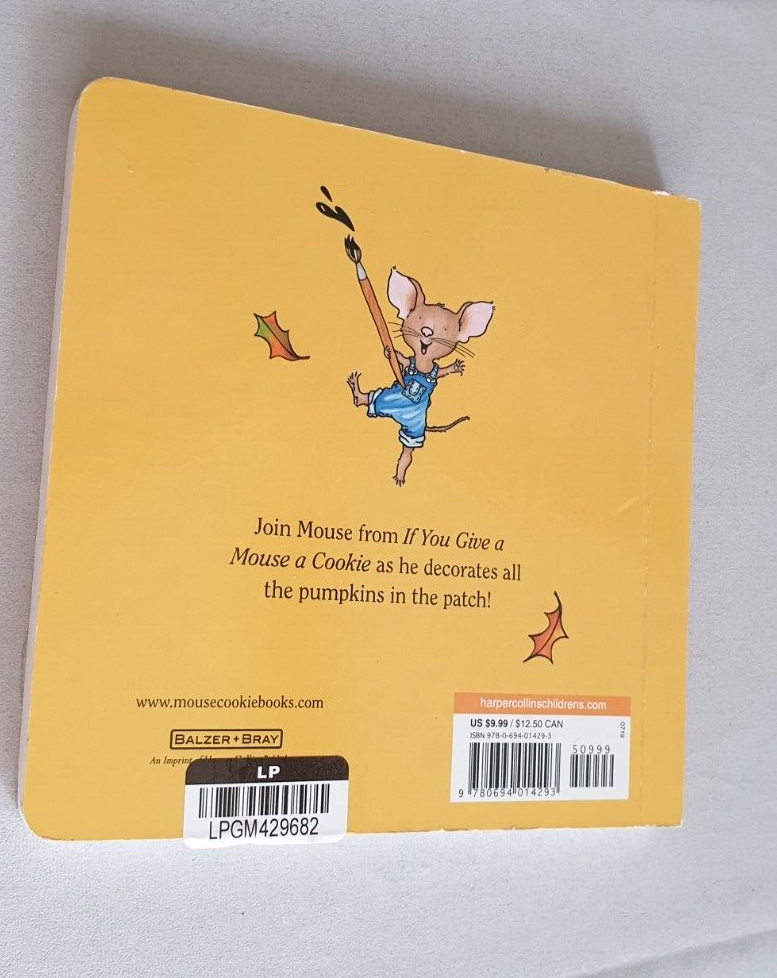 Join Mouse from If You Give a
Mouse a Cookie as he decorates all
the pumpkins in the patch!
www.mousecookiebooks.com
BALZER + BRAY
An Imprint
LP
LPGM429682
harpercollinschildrens.com
US $9.99 / $12.50 CAN
ISBN 978-0-694-01429-3
0719
50999
9 780694 014293